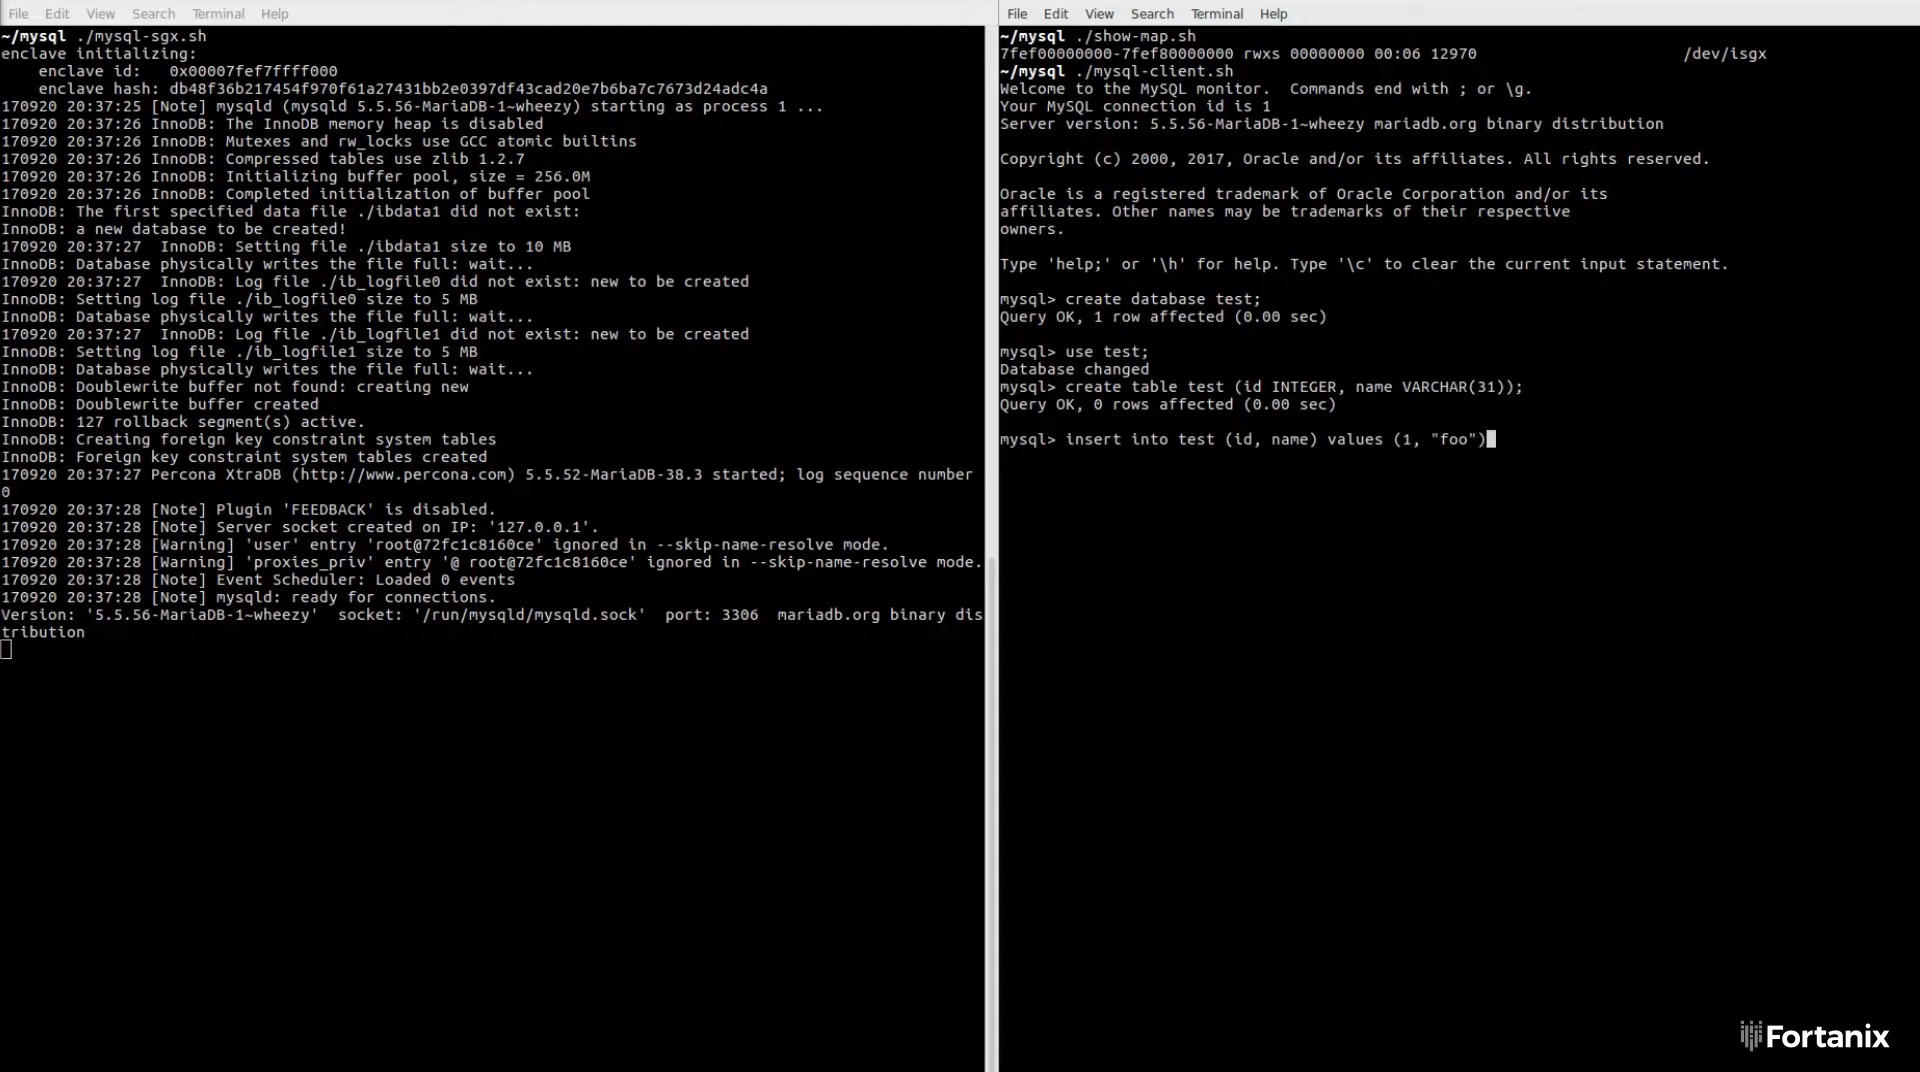 File Edit View Search Terminal Help
~/mysql ./mysql-sgx.sh
enclave initializing:
    enclave id:   0x00007fef7ffff000
    enclave hash: db48f36b217454f970f61a27431bb2e0397df43cad20e7b6ba7c7673d24adc4a
170920 20:37:25 [Note] mysqld (mysqld 5.5.56-MariaDB-1~wheezy) starting as process 1 ...
170920 20:37:26 InnoDB: The InnoDB memory heap is disabled
170920 20:37:26 InnoDB: Mutexes and rw_locks use GCC atomic builtins
170920 20:37:26 InnoDB: Compressed tables use zlib 1.2.7
170920 20:37:26 InnoDB: Initializing buffer pool, size = 256.0M
170920 20:37:26 InnoDB: Completed initialization of buffer pool
InnoDB: The first specified data file ./ibdata1 did not exist:
InnoDB: a new database to be created!
170920 20:37:27  InnoDB: Setting file ./ibdata1 size to 10 MB
InnoDB: Database physically writes the file full: wait...
170920 20:37:27  InnoDB: Log file ./ib_logfile0 did not exist: new to be created
InnoDB: Setting log file ./ib_logfile0 size to 5 MB
InnoDB: Database physically writes the file full: wait...
170920 20:37:27  InnoDB: Log file ./ib_logfile1 did not exist: new to be created
InnoDB: Setting log file ./ib_logfile1 size to 5 MB
InnoDB: Database physically writes the file full: wait...
InnoDB: Doublewrite buffer not found: creating new
InnoDB: Doublewrite buffer created
InnoDB: 127 rollback segment(s) active.
InnoDB: Creating foreign key constraint system tables
InnoDB: Foreign key constraint system tables created
170920 20:37:27 Percona XtraDB (http://www.percona.com) 5.5.52-MariaDB-38.3 started; log sequence number
0
170920 20:37:28 [Note] Plugin 'FEEDBACK' is disabled.
170920 20:37:28 [Note] Server socket created on IP: '127.0.0.1'.
170920 20:37:28 [Warning] 'user' entry 'root@72fc1c8160ce' ignored in --skip-name-resolve mode.
170920 20:37:28 [Warning] 'proxies_priv' entry '@ root@72fc1c8160ce' ignored in --skip-name-resolve mode.
170920 20:37:28 [Note] Event Scheduler: Loaded 0 events
170920 20:37:28 [Note] mysqld: ready for connections.
Version: '5.5.56-MariaDB-1~wheezy'  socket: '/run/mysqld/mysqld.sock'  port: 3306  mariadb.org binary dis
tribution
File Edit View Search Terminal Help
~/mysql ./show-map.sh
7fef00000000-7fef80000000 rwxs 00000000 00:06 12970                      /dev/isgx
~/mysql ./mysql-client.sh
Welcome to the MySQL monitor.  Commands end with ; or \g.
Your MySQL connection id is 1
Server version: 5.5.56-MariaDB-1~wheezy mariadb.org binary distribution
Copyright (c) 2000, 2017, Oracle and/or its affiliates. All rights reserved.
Oracle is a registered trademark of Oracle Corporation and/or its
affiliates. Other names may be trademarks of their respective
owners.
Type 'help;' or '\h' for help. Type '\c' to clear the current input statement.
mysql> create database test;
Query OK, 1 row affected (0.00 sec)
mysql> use test;
Database changed
mysql> create table test (id INTEGER, name VARCHAR(31));
Query OK, 0 rows affected (0.00 sec)
mysql> insert into test (id, name) values (1, "foo")
Fortanix